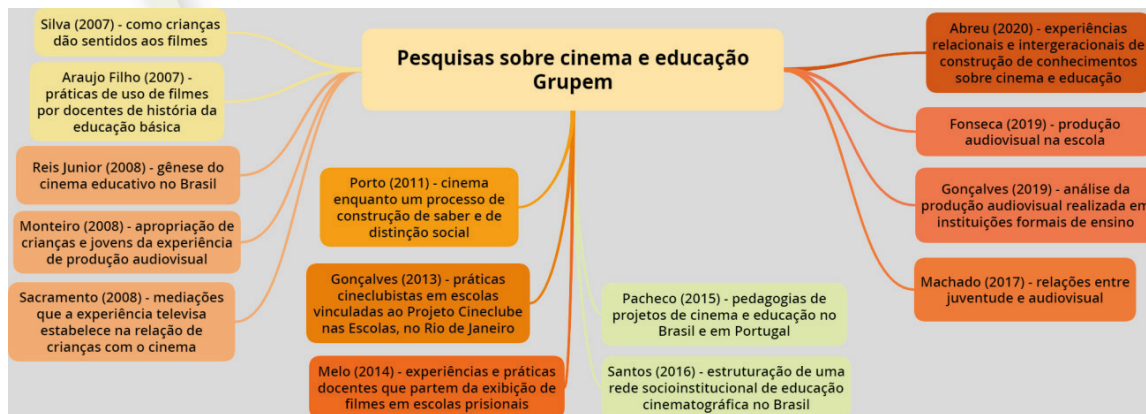 Pesquisas sobre cinema e educação
Grupem
Silva (2007) - como crianças
dão sentidos aos filmes
Araujo Filho (2007) -
práticas de uso de filmes
por docentes de história da
educação básica
Reis Junior (2008) - gênese do
cinema educativo no Brasil
Monteiro (2008) - apropriação de
crianças e jovens da experiência
de produção audiovisual
Sacramento (2008) - mediações
que a experiência televisa
estabelece na relação de
crianças com o cinema
Porto (2011) - cinema
enquanto um processo de
construção de saber e de
distinção social
Gonçalves (2013) - práticas
cineclubistas em escolas
vinculadas ao Projeto Cineclube
nas Escolas, no Rio de Janeiro
Melo (2014) - experiências e práticas
docentes que partem da exibição de
filmes em escolas prisionais
Pacheco (2015) - pedagogias de
projetos de cinema e educação no
Brasil e em Portugal
Santos (2016) - estruturação de uma
rede socioinstitucional de educação
cinematográfica no Brasil
Abreu (2020) - experiências
relacionais e intergeracionais de
construção de conhecimentos
sobre cinema e educação
Fonseca (2019) - produção
audiovisual na escola
Gonçalves (2019) - análise da
produção audiovisual realizada em
instituições formais de ensino
Machado (2017) - relações entre
juventude e audiovisual